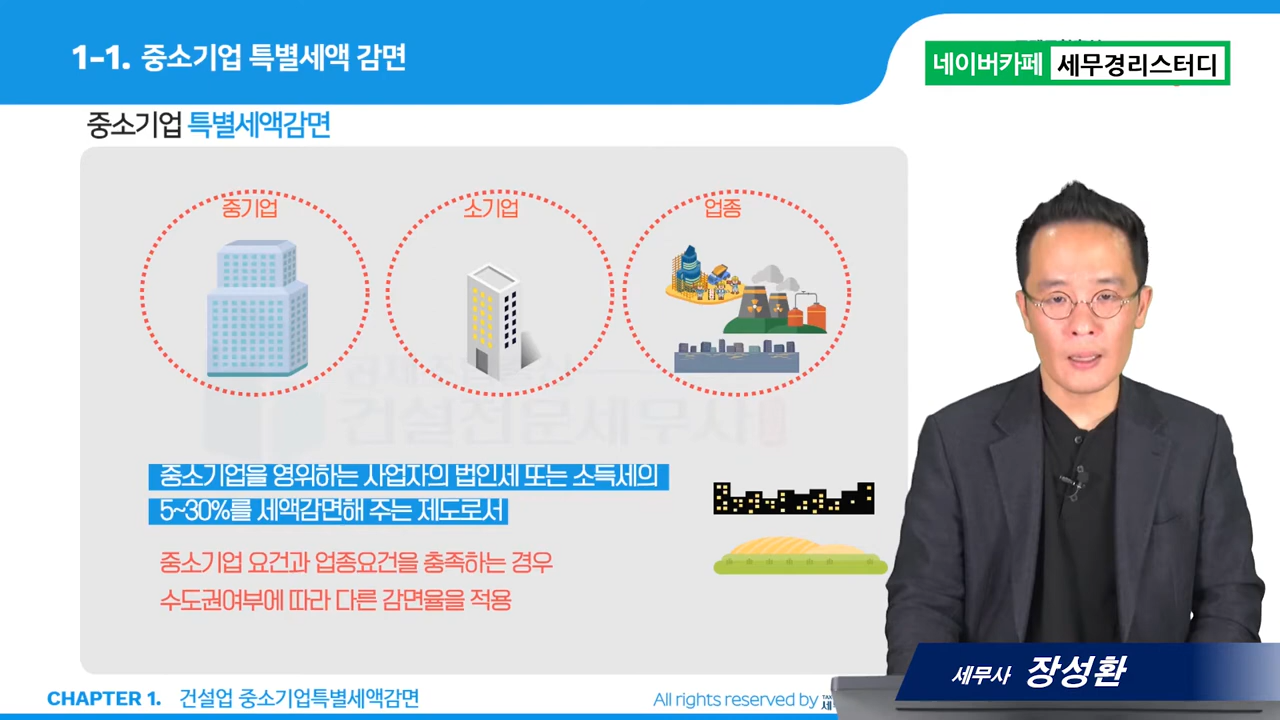 1-1. 중소기업 특별세액 감면
네이버카페 세무경리스터디
중소기업 특별세액감면
중기업
소기업
업종
건설전문세무사
중소기업을 영위하는 사업자의 법인세 또는 소득세의
5~30%를 세액감면해 주는 제도로서
중소기업 요건과 업종요건을 충족하는 경우
수도권여부에 따라 다른 감면율을 적용
세무사 장성환
CHAPTER 1. 건설업 중소기업특별세액감면
All rights reserved by